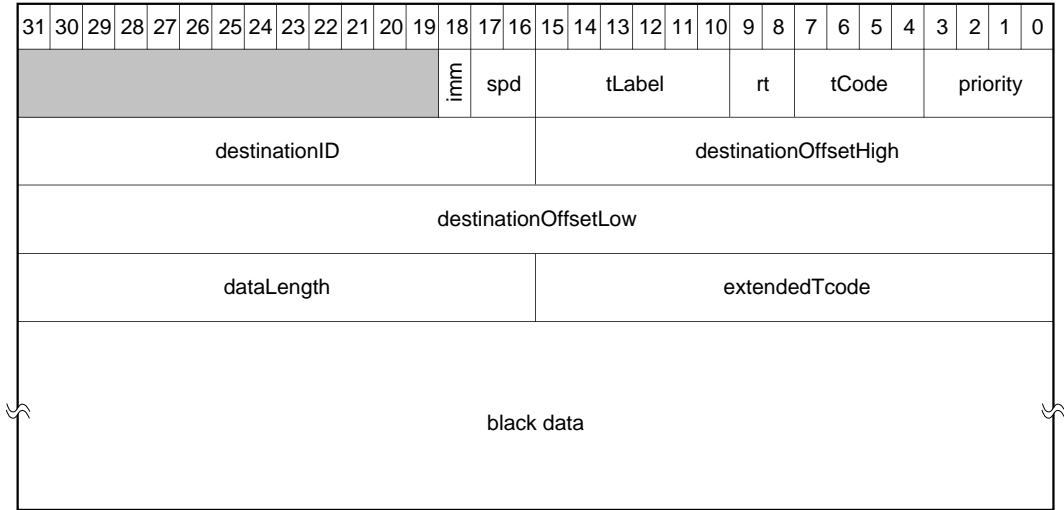 31 30 29 28 27 26 25 24 23 22 21 20 19 18 17 16 15 14 13 12 11 10 9 8 7 6 5 4 3 2 1 0
imm spd tLabel rt tCode priority
destinationID destinationOffsetHigh
destinationOffsetLow
dataLength extendedTcode
black data